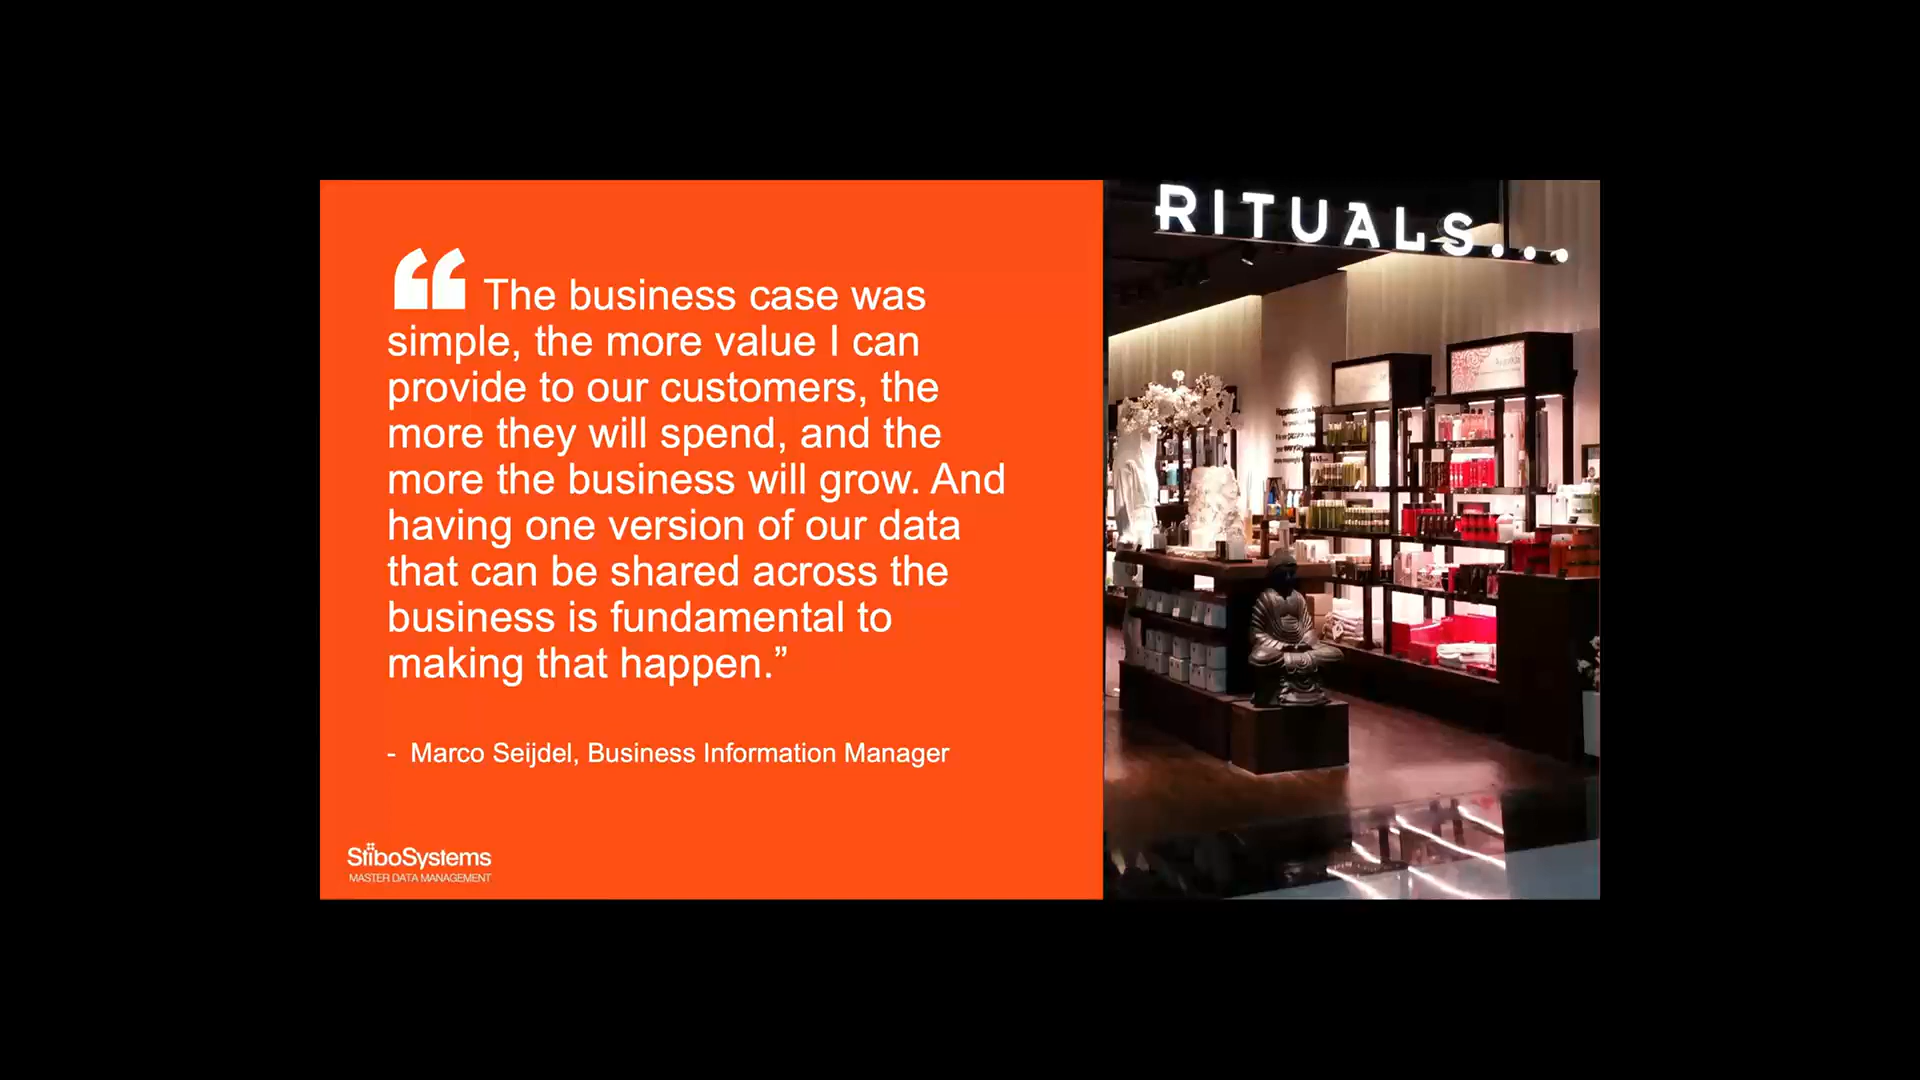 “ The business case was
simple, the more value I can
provide to our customers, the
more they will spend, and the
more the business will grow. And
having one version of our data
that can be shared across the
business is fundamental to
making that happen.”
- Marco Seijdel, Business Information Manager
StiboSystems
MASTER DATA MANAGEMENT
RITUALS...